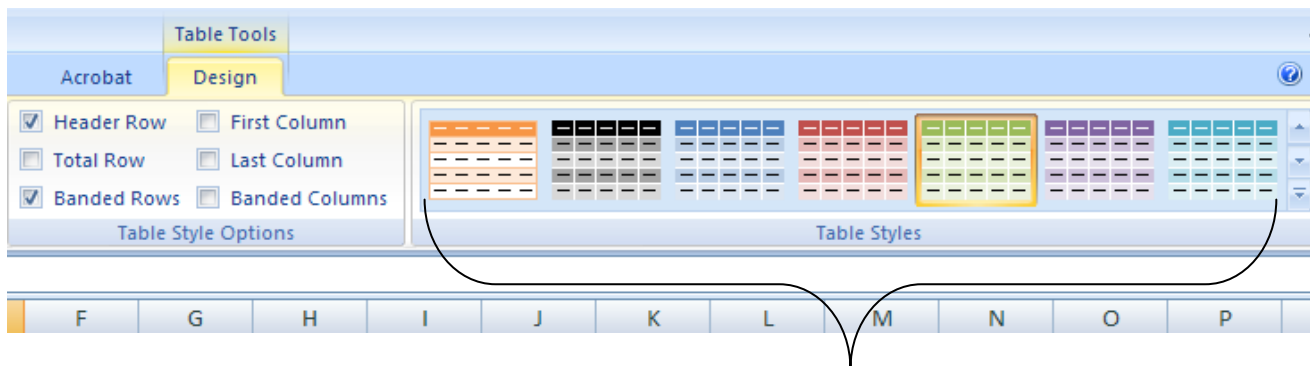 Table Tools
Acrobat Design
Header Row First Column
Total Row Last Column
Banded Rows Banded Columns
Table Style Options Table Styles
F G H I J K L M N O P